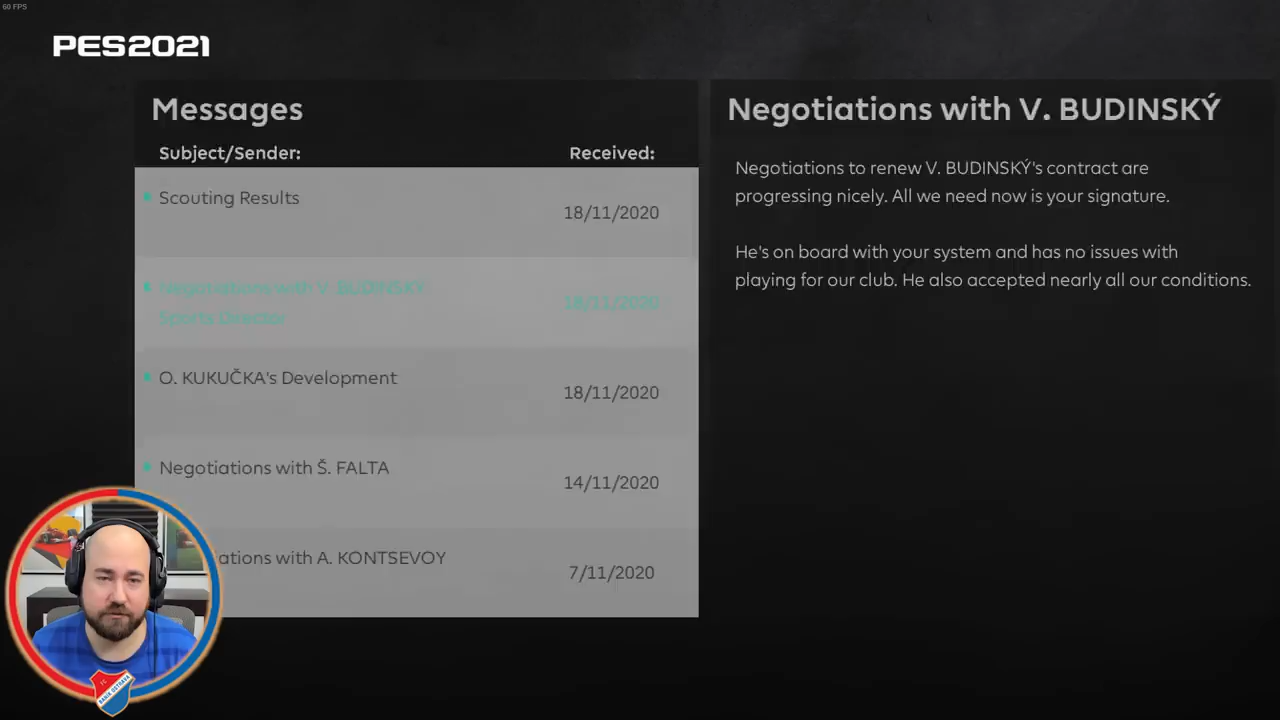 60 FPS
PES2021
Messages
Subject/Sender:
Received:
Scouting Results
18/11/2020
Negotiations with V. BUDINSKÝ
Sports Director
18/11/2020
O. KUKUČKA's Development
18/11/2020
Negotiations with Š. FALTA
14/11/2020
ations with A. KONTSEVOY
7/11/2020
Negotiations with V. BUDINSKÝ
Negotiations to renew V. BUDINSKÝ's contract are
progressing nicely. All we need now is your signature.
He's on board with your system and has no issues with
playing for our club. He also accepted nearly all our conditions.
FC
BANÍK OSTRAVA